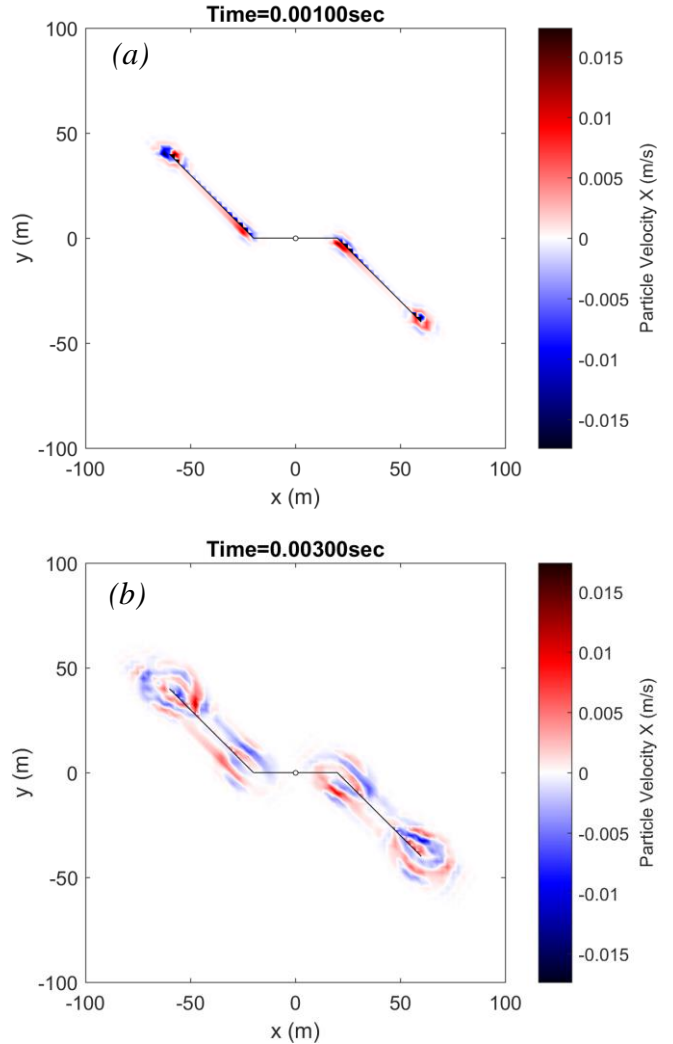 Time=0.00100sec
(a)
100
50
0
-50
-100
y (m)
-100 -50 0 50 100
x (m)
0.015
0.01
0.005
0
-0.005
-0.01
-0.015
Particle Velocity X (m/s)
Time=0.00300sec
(b)
100
50
0
-50
-100
y (m)
-100 -50 0 50 100
x (m)
0.015
0.01
0.005
0
-0.005
-0.01
-0.015
Particle Velocity X (m/s)